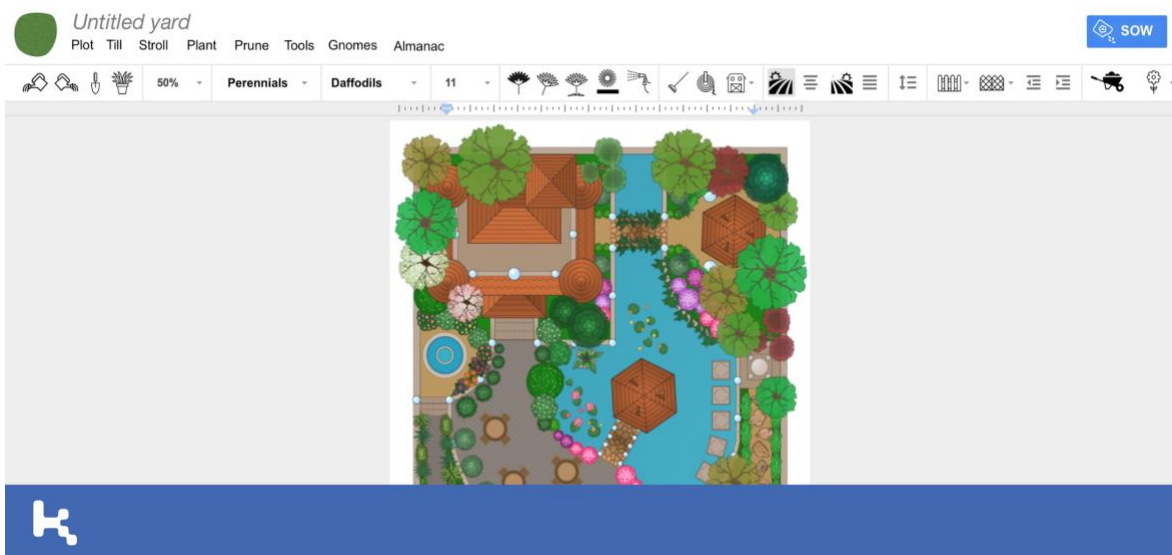 Untitled yard
Plot Till Stroll Plant Prune Tools Gnomes Almanac
SOW
50% Perennials Daffodils 11